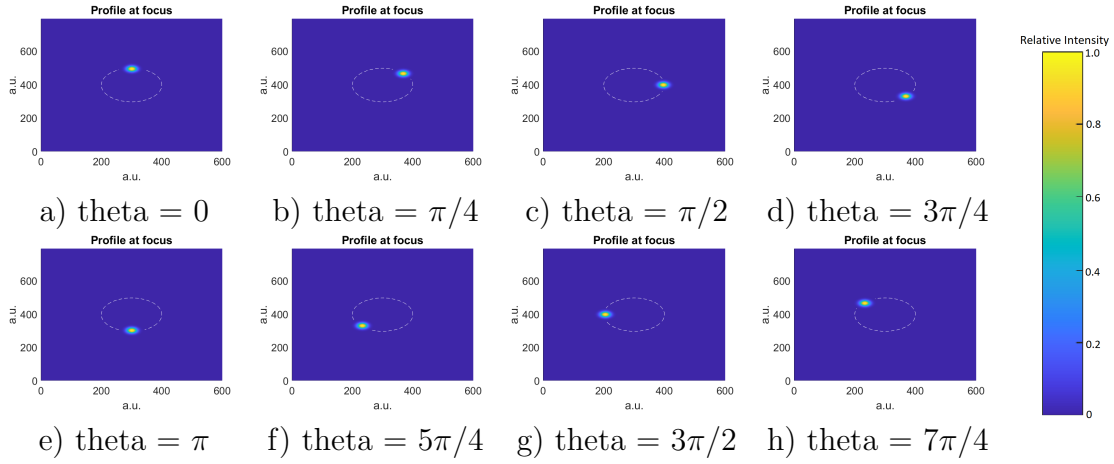 Profile at focus Profile at focus Profile at focus Profile at focus
Relative Intensity
a.u. 600 400 200 0 0 200 400 600 a.u.
a.u. 600 400 200 0 0 200 400 600 a.u.
a.u. 600 400 200 0 0 200 400 600 a.u.
a.u. 600 400 200 0 0 200 400 600 a.u.
1.0
0.8
0.6
0.4
0.2
0
a) theta = 0 b) theta = π/4 c) theta = π/2 d) theta = 3π/4
Profile at focus Profile at focus Profile at focus Profile at focus
a.u. 600 400 200 0 0 200 400 600 a.u.
a.u. 600 400 200 0 0 200 400 600 a.u.
a.u. 600 400 200 0 0 200 400 600 a.u.
a.u. 600 400 200 0 0 200 400 600 a.u.
e) theta = π f) theta = 5π/4 g) theta = 3π/2 h) theta = 7π/4